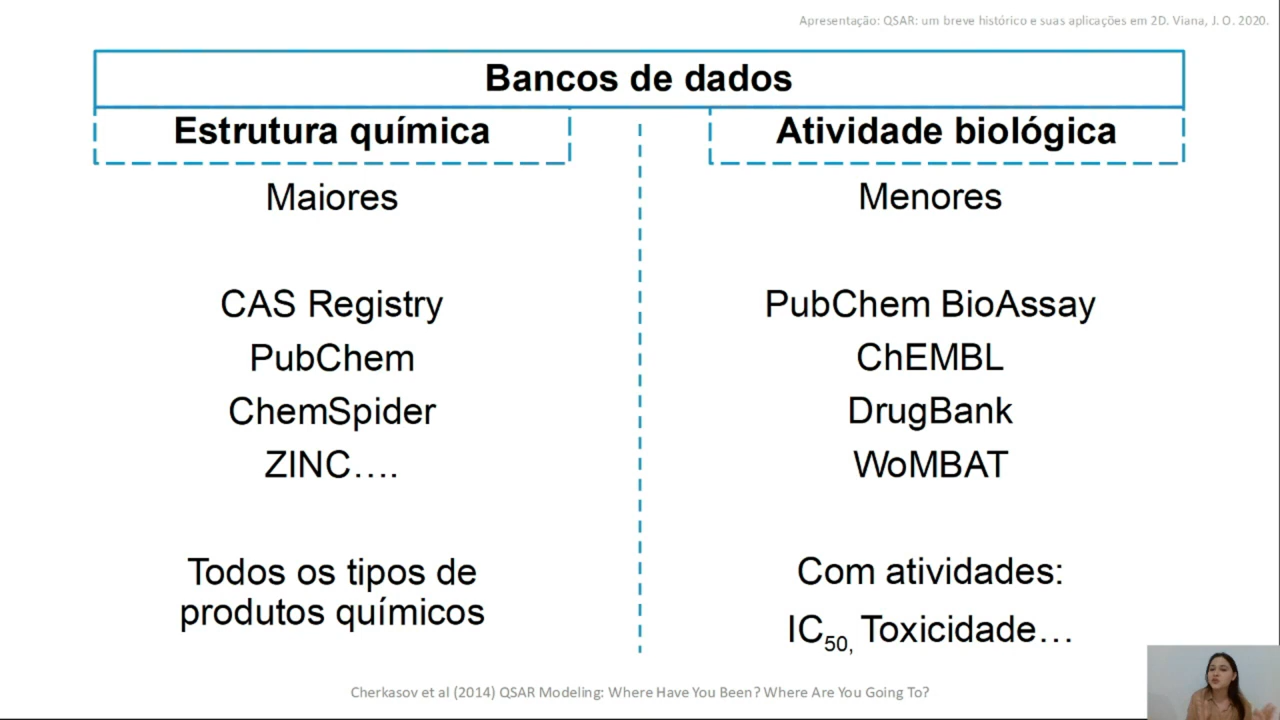 Apresentação: QSAR: um breve histórico e suas aplicações em 2D. Viana, J. O. 2020.
Bancos de dados
Estrutura química
Maiores
CAS Registry
PubChem
ChemSpider
ZINC....
Todos os tipos de
produtos químicos
Atividade biológica
Menores
PubChem BioAssay
ChEMBL
DrugBank
WoMBAT
Com atividades:
IC50, Toxicidade...
Cherkasov et al (2014) QSAR Modeling: Where Have You Been? Where Are You Going To?